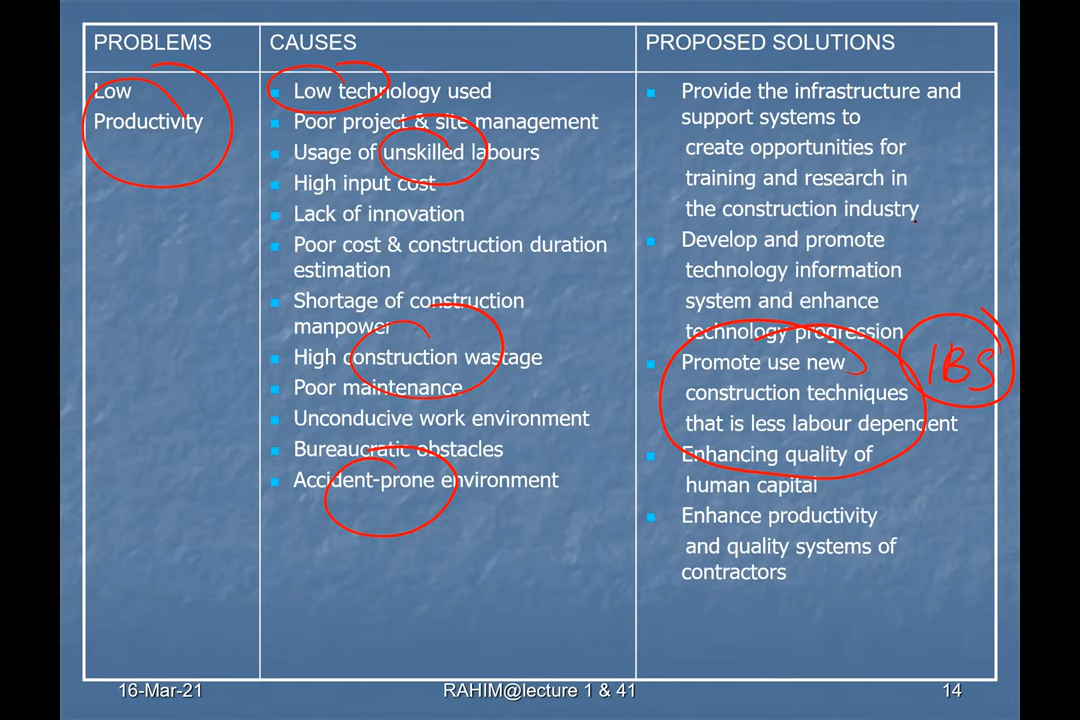 PROBLEMS
CAUSES
PROPOSED SOLUTIONS
Low
Productivity
Low technology used
Poor project & site management
Usage of unskilled labours
High input cost
Lack of innovation
Poor cost & construction duration
estimation
Shortage of construction
manpower
High construction wastage
Poor maintenance
Unconducive work environment
Bureaucratic obstacles
Accident-prone environment
Provide the infrastructure and
support systems to
create opportunities for
training and research in
the construction industry
Develop and promote
technology information
system and enhance
technology progression
Promote use new
construction techniques
that is less labour dependent
Enhancing quality of
human capital
Enhance productivity
and quality systems of
contractors
IBS
16-Mar-21
RAHIM@lecture 1 & 41
14